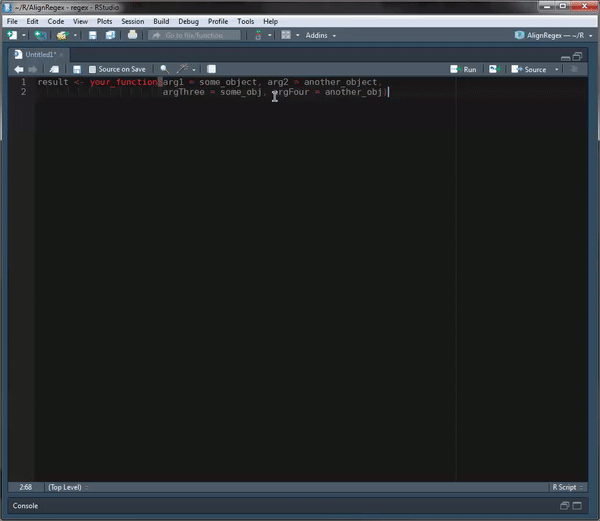 ~/R/AlignRegex - regex - RStudio
File Edit Code View Plots Session Build Debug Profile Tools Help
Go to file/function Addins AlignRegex — ~/R
Untitled1*
Source on Save Run Source
1 result <- your_function(arg1 = some_object, arg2 = another_object,
2 argThree = some_obj, argFour = another_obj)
2:68 (Top Level) R Script
Console